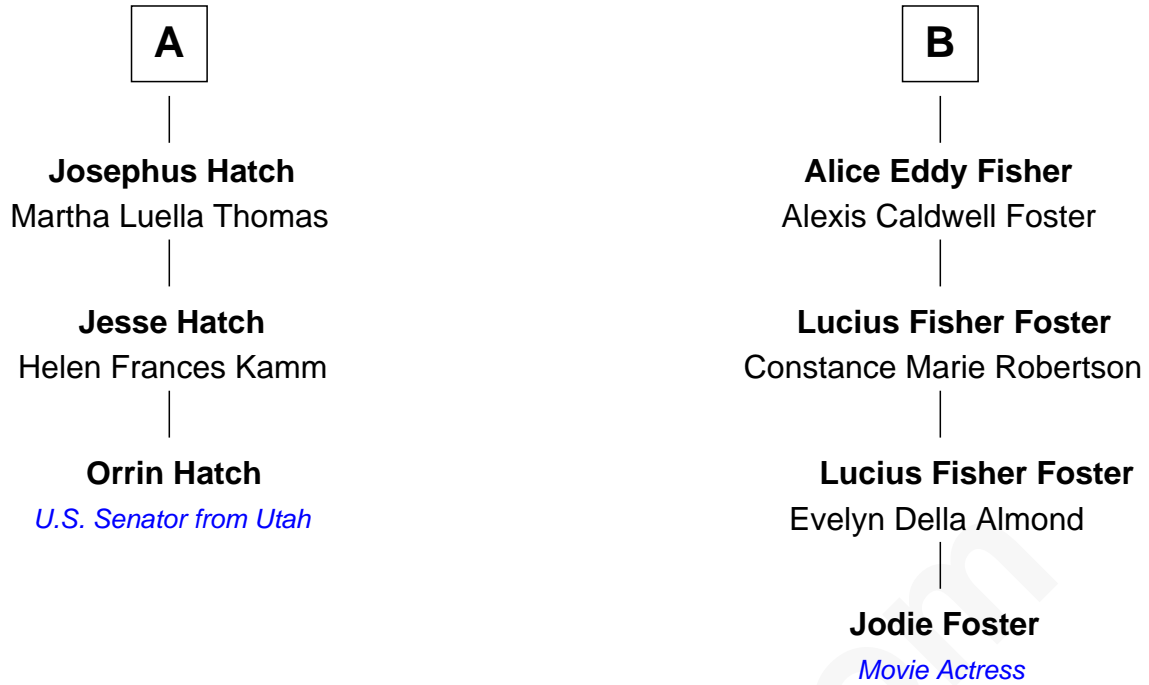 A
Josephus Hatch
Martha Luella Thomas
Jesse Hatch
Helen Frances Kamm
Orrin Hatch
U.S. Senator from Utah
B
Alice Eddy Fisher
Alexis Caldwell Foster
Lucius Fisher Foster
Constance Marie Robertson
Lucius Fisher Foster
Evelyn Della Almond
Jodie Foster
Movie Actress